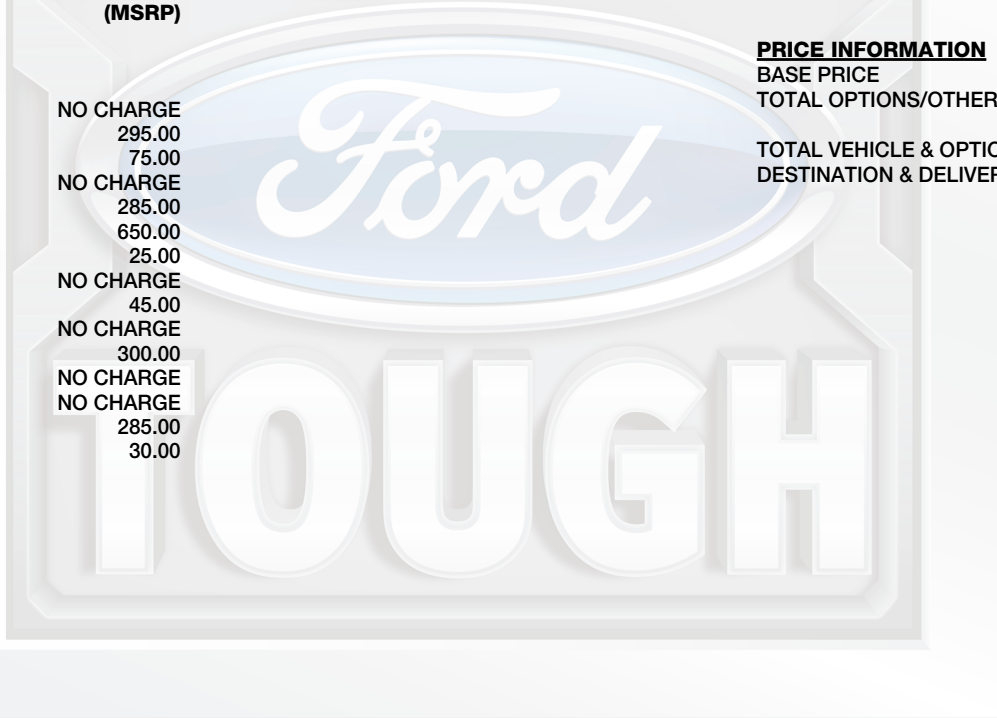 (MSRP)
NO CHARGE
295.00
75.00
NO CHARGE
285.00
650.00
25.00
NO CHARGE
45.00
NO CHARGE
300.00
NO CHARGE
NO CHARGE
285.00
30.00
PRICE INFORMATION
BASE PRICE
TOTAL OPTIONS/OTHER
TOTAL VEHICLE & OPTIO
DESTINATION & DELIVER
Ford
TOUGH